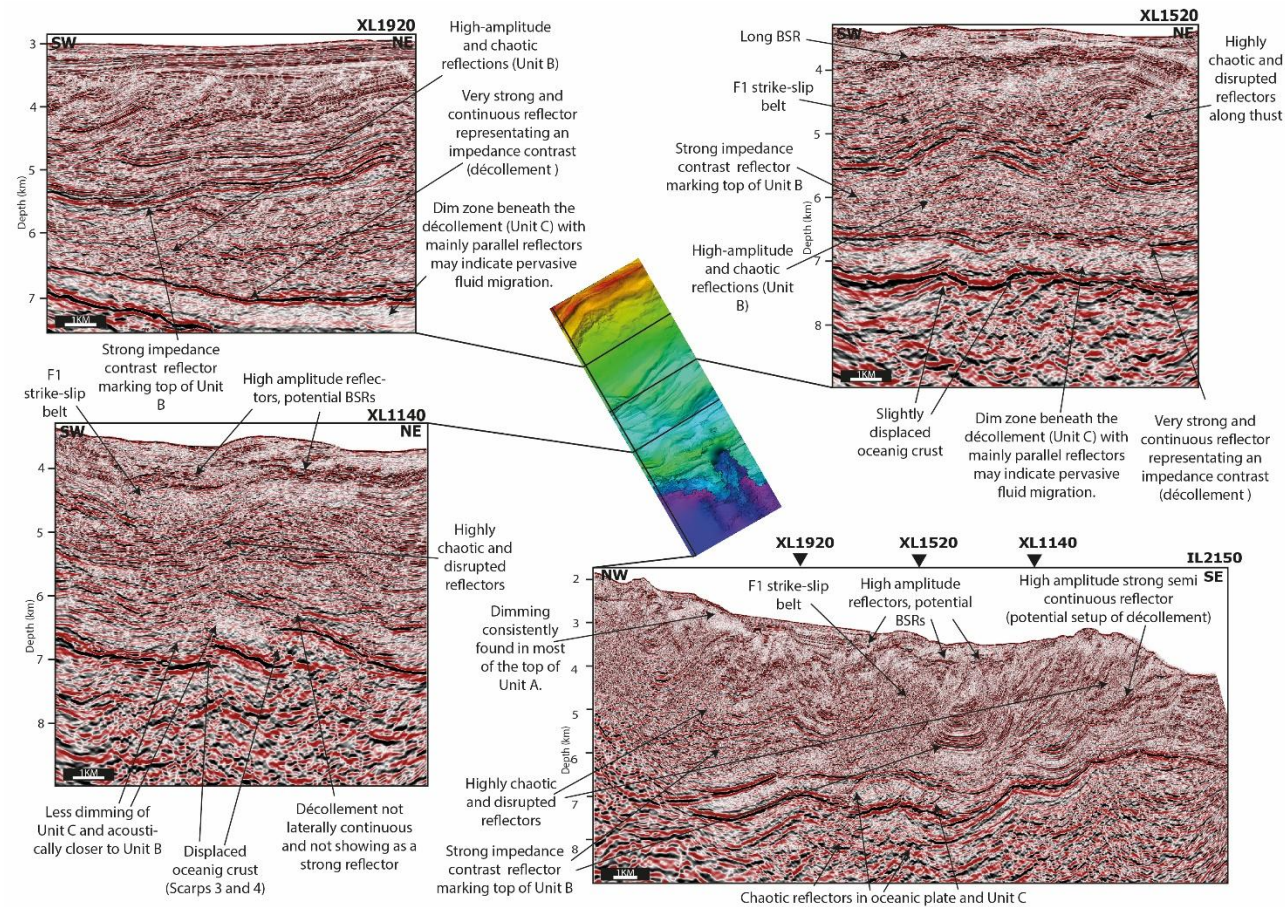 XL1920
SW
NE
3
4
5
6
7
Depth (km)
1KM
High-amplitude
and chaotic
reflections (Unit B)
Very strong and
continuous reflector
representating an
impedance contrast
(décollement )
Dim zone beneath the
décollement (Unit C) with
mainly parallel reflectors
may indicate pervasive
fluid migration.
Strong impedance
contrast reflector
marking top of Unit
B
XL1520
SW
NE
4
5
6
7
8
Depth (km)
1KM
Long BSR
F1 strike-slip
belt
Strong impedance
contrast reflector
marking top of Unit B
High-amplitude
and chaotic
reflections (Unit
B)
Highly
chaotic and
disrupted
reflectors
along thust
Slightly
displaced
oceanig crust
Dim zone beneath the
décollement (Unit C) with
mainly parallel reflectors
may indicate pervasive
fluid migration.
Very strong and
continuous reflector
representating an
impedance contrast
(décollement )
F1
strike-slip
belt
High amplitude reflec-
tors, potential BSRs
XL1140
SW
NE
4
5
6
7
8
Depth (km)
1KM
Highly
chaotic and
disrupted
reflectors
Less dimming of
Unit C and acousti-
cally closer to Unit B
Displaced
oceanig crust
(Scarps 3 and 4)
Décollement not
laterally continuous
and not showing as a
strong reflector
XL1920
XL1520
XL1140
IL2150
NW
SE
2
3
4
5
6
7
8
Depth (km)
1KM
F1 strike-slip
belt
High amplitude
reflectors, potential
BSRs
High amplitude strong semi
continuous reflector
(potential setup of décollement)
Dimming
consistently
found in most
of the top of
Unit A.
Highly chaotic
and disrupted
reflectors
Strong impedance
contrast reflector
marking top of Unit B
Chaotic reflectors in oceanic plate and Unit C